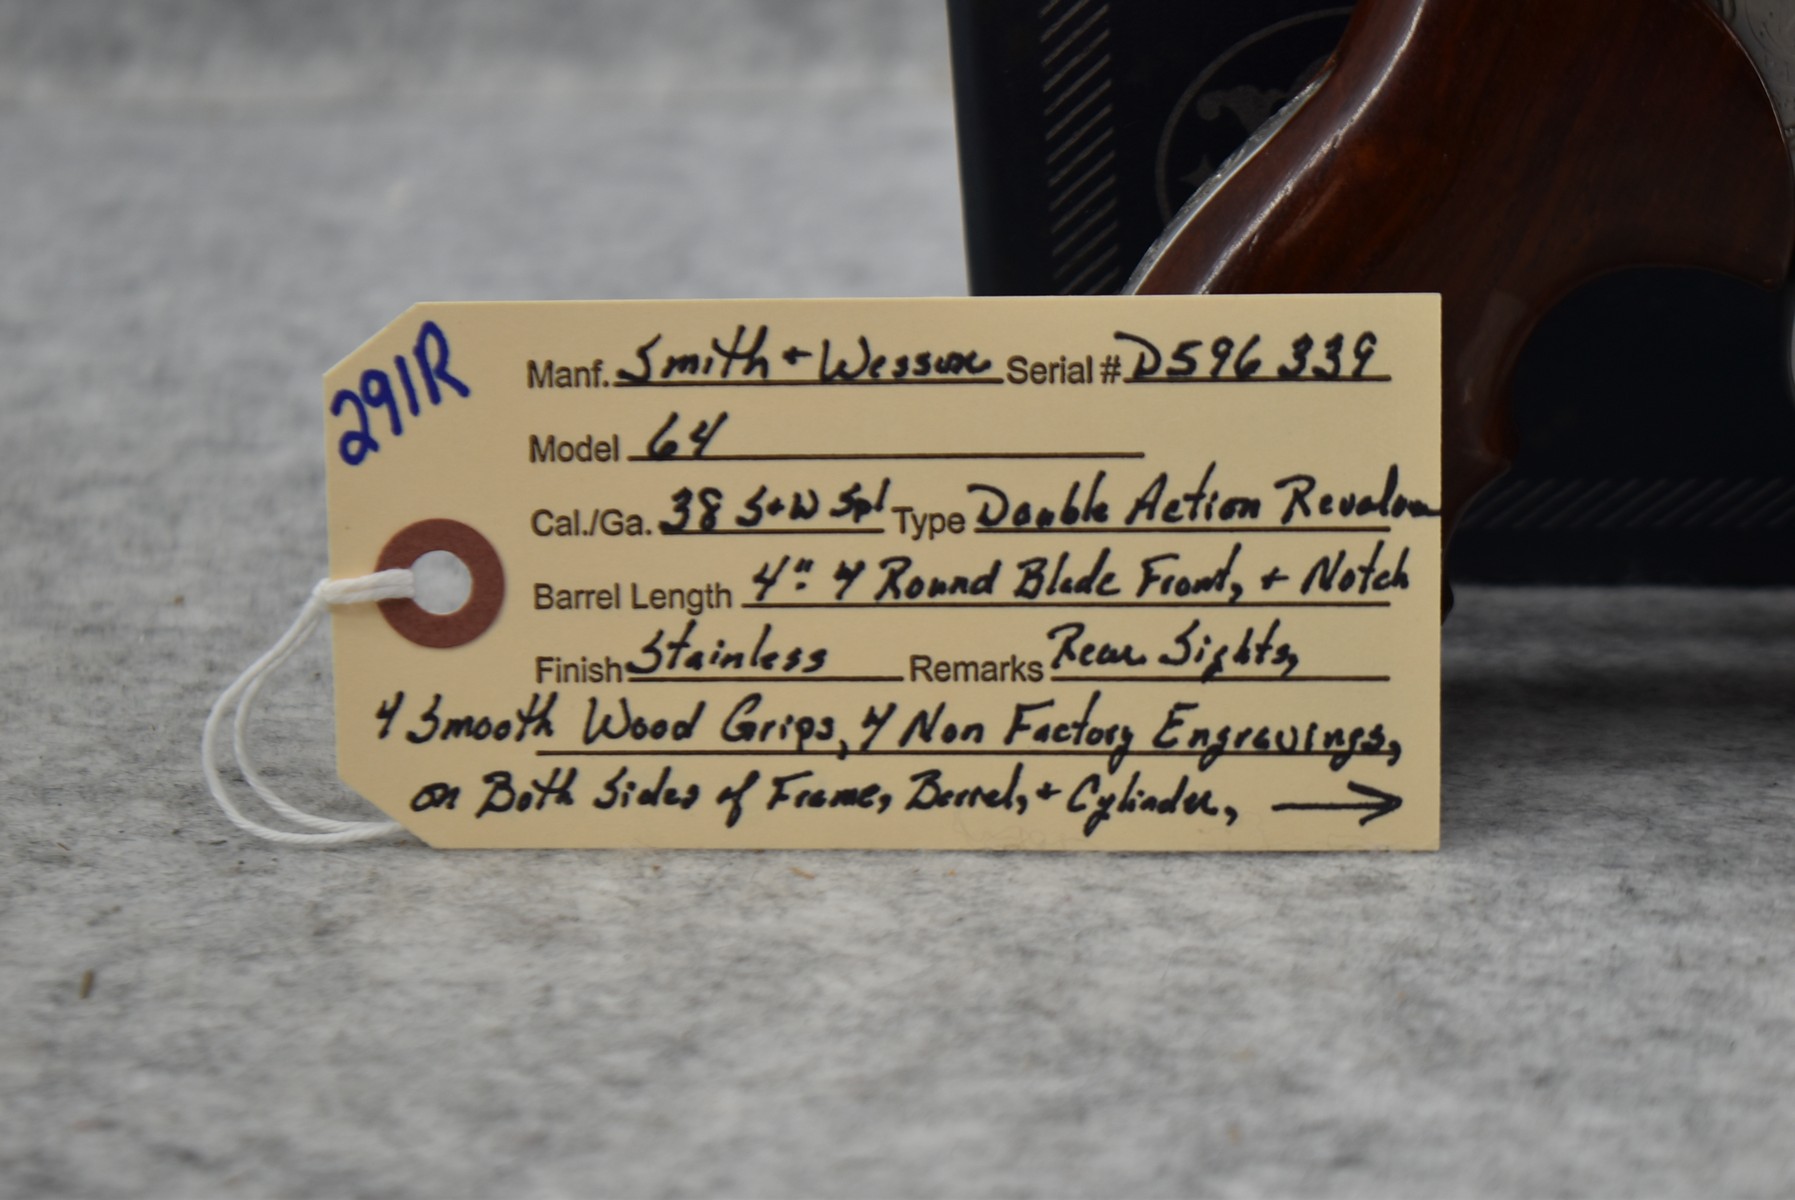 291R
Manf. Smith + Wesson Serial # D596339
Model 64
Cal./Ga. 38 S+W Spl Type Double Action Revolver
Barrel Length 4" 4 Round Blade Front, + Notch
Finish Stainless Remarks Rear Sights,
4 Smooth Wood Grips, 4 Non Factory Engravings,
on Both Sides of Frame, Barrel, + Cylinder, →